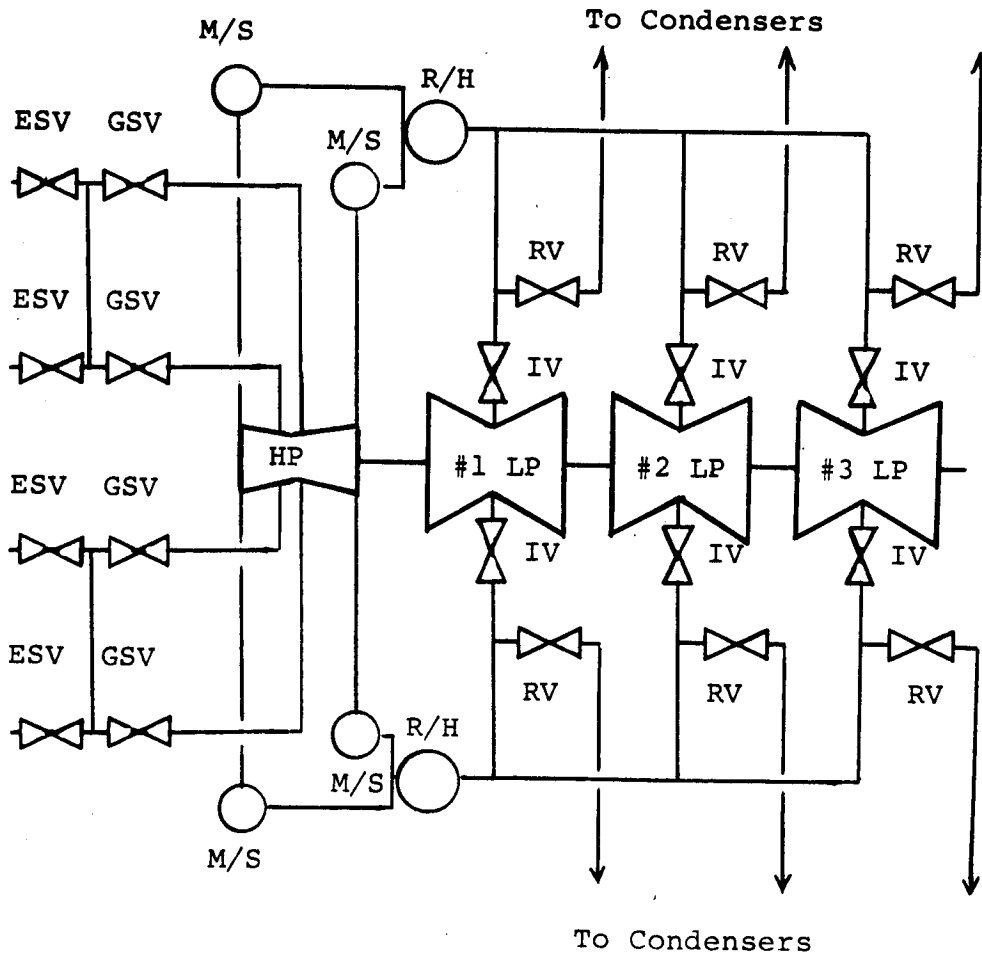 To Condensers
M/S
R/H
ESV GSV
M/S
RV RV RV
ESV GSV
IV IV IV
HP #1 LP #2 LP #3 LP
ESV GSV
IV IV IV
ESV GSV
RV RV RV
R/H
M/S
M/S
To Condensers